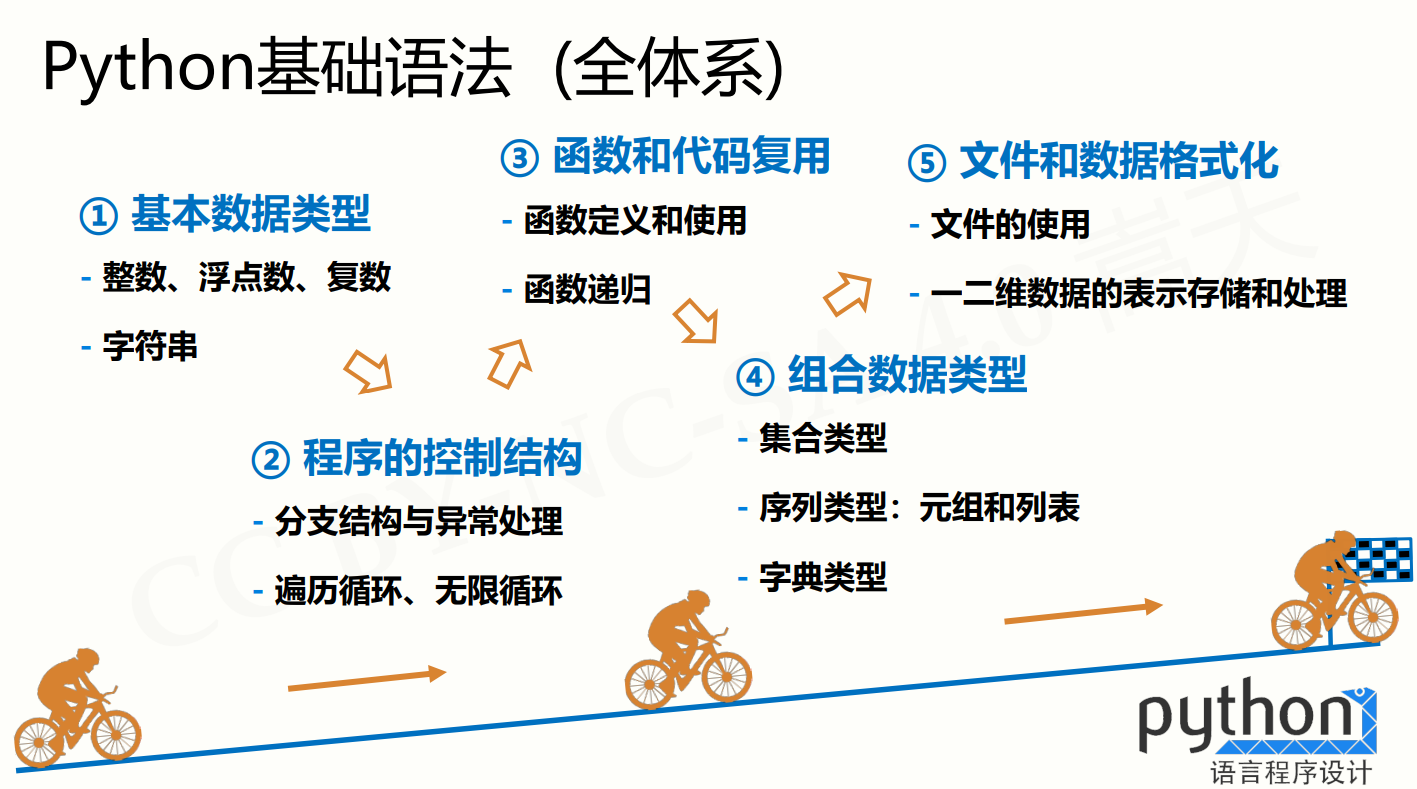 Python基础语法 (全体系)
① 基本数据类型
- 整数、浮点数、复数
- 字符串
② 程序的控制结构
- 分支结构与异常处理
- 遍历循环、无限循环
③ 函数和代码复用
- 函数定义和使用
- 函数递归
④ 组合数据类型
- 集合类型
- 序列类型：元组和列表
- 字典类型
⑤ 文件和数据格式化
- 文件的使用
- 一二维数据的表示存储和处理
CC BY-NC-SA 4.0 嵩天
python
语言程序设计